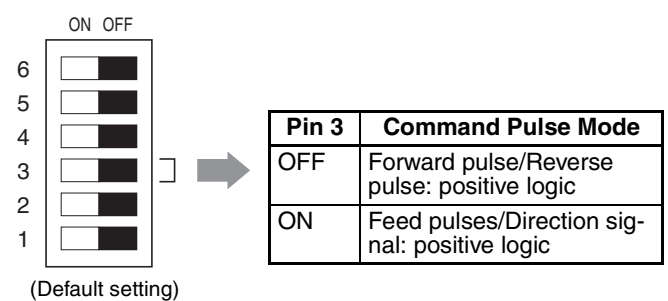 ON OFF
6
5
4
3
2
1
(Default setting)
Pin 3 Command Pulse Mode
OFF Forward pulse/Reverse
pulse: positive logic
ON Feed pulses/Direction sig-
nal: positive logic